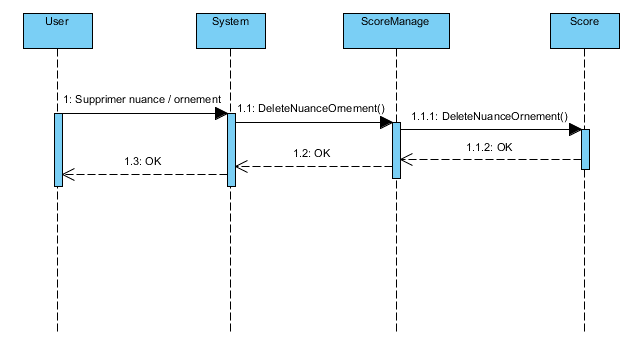 User
System
ScoreManage
Score
1: Supprimer nuance / ornement
1.1: DeleteNuanceOrnement()
1.1.1: DeleteNuanceOrnement()
1.1.2: OK
1.2: OK
1.3: OK